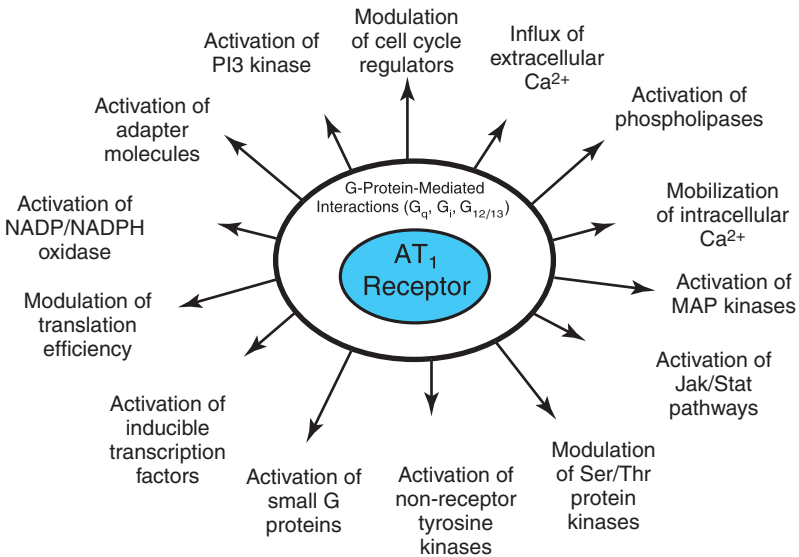 Modulation
of cell cycle
regulators
Influx of
extracellular
Ca2+
Activation of
phospholipases
Mobilization
of intracellular
Ca2+
Activation of
MAP kinases
Activation of
Jak/Stat
pathways
Modulation
of Ser/Thr
protein
kinases
Activation of
non-receptor
tyrosine
kinases
Activation of
small G
proteins
Activation of
inducible
transcription
factors
Modulation of
translation
efficiency
Activation of
NADP/NADPH
oxidase
Activation of
adapter
molecules
Activation of
PI3 kinase
G-Protein-Mediated
Interactions (Gq, Gi, G12/13)
AT1
Receptor